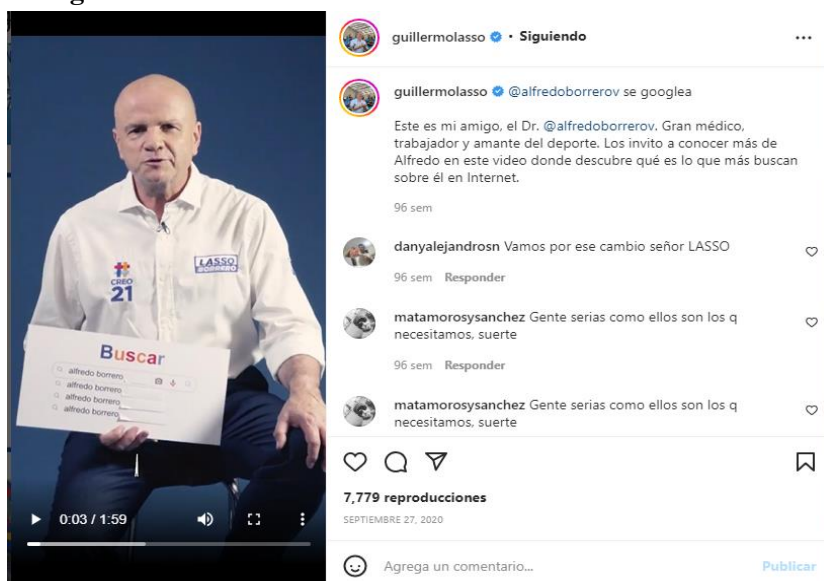 guillermolasso • Siguiendo
guillermolasso @alfredoborrerov se googlea
Este es mi amigo, el Dr. @alfredoborrerov. Gran médico,
trabajador y amante del deporte. Los invito a conocer más de
Alfredo en este video donde descubre qué es lo que más buscan
sobre él en Internet.
96 sem
danyalejandrosn Vamos por ese cambio señor LASSO
96 sem Responder
matamorosysanchez Gente serias como ellos son los q
necesitamos, suerte
96 sem Responder
matamorosysanchez Gente serias como ellos son los q
necesitamos, suerte
7,779 reproducciones
SEPTIEMBRE 27, 2020
Agrega un comentario... Publicar
LASSO
BORRERO
CREO
21
Buscar
alfredo borrero
alfredo borrero
alfredo borrero
alfredo borrero
0:03 / 1:59